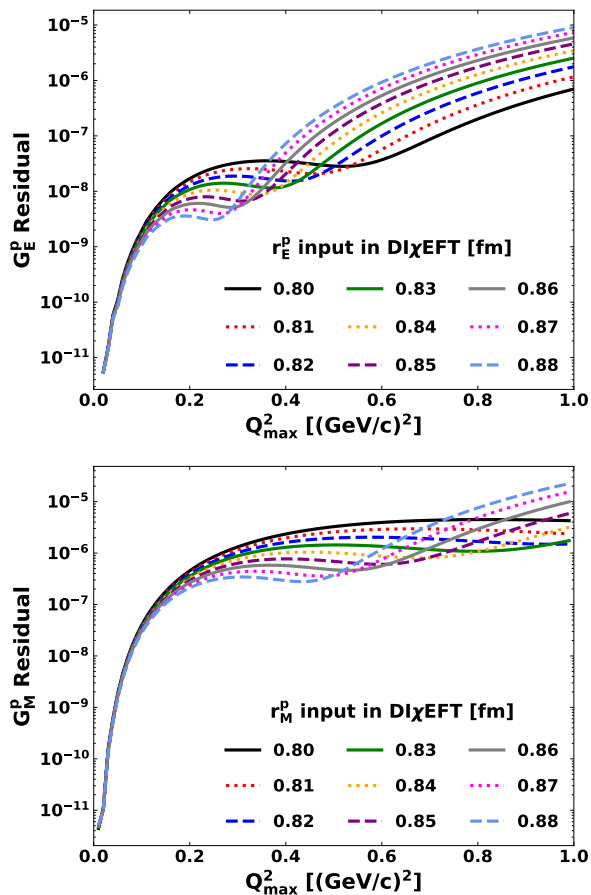 10⁻⁵
10⁻⁶
10⁻⁷
10⁻⁸
10⁻⁹
10⁻¹⁰
10⁻¹¹
G_E^p Residual
r_E^p input in DIχEFT [fm]
0.80 0.83 0.86
0.81 0.84 0.87
0.82 0.85 0.88
0.0 0.2 0.4 0.6 0.8 1.0
Q²_max [(GeV/c)²]
10⁻⁵
10⁻⁶
10⁻⁷
10⁻⁸
10⁻⁹
10⁻¹⁰
10⁻¹¹
G_M^p Residual
r_M^p input in DIχEFT [fm]
0.80 0.83 0.86
0.81 0.84 0.87
0.82 0.85 0.88
0.0 0.2 0.4 0.6 0.8 1.0
Q²_max [(GeV/c)²]